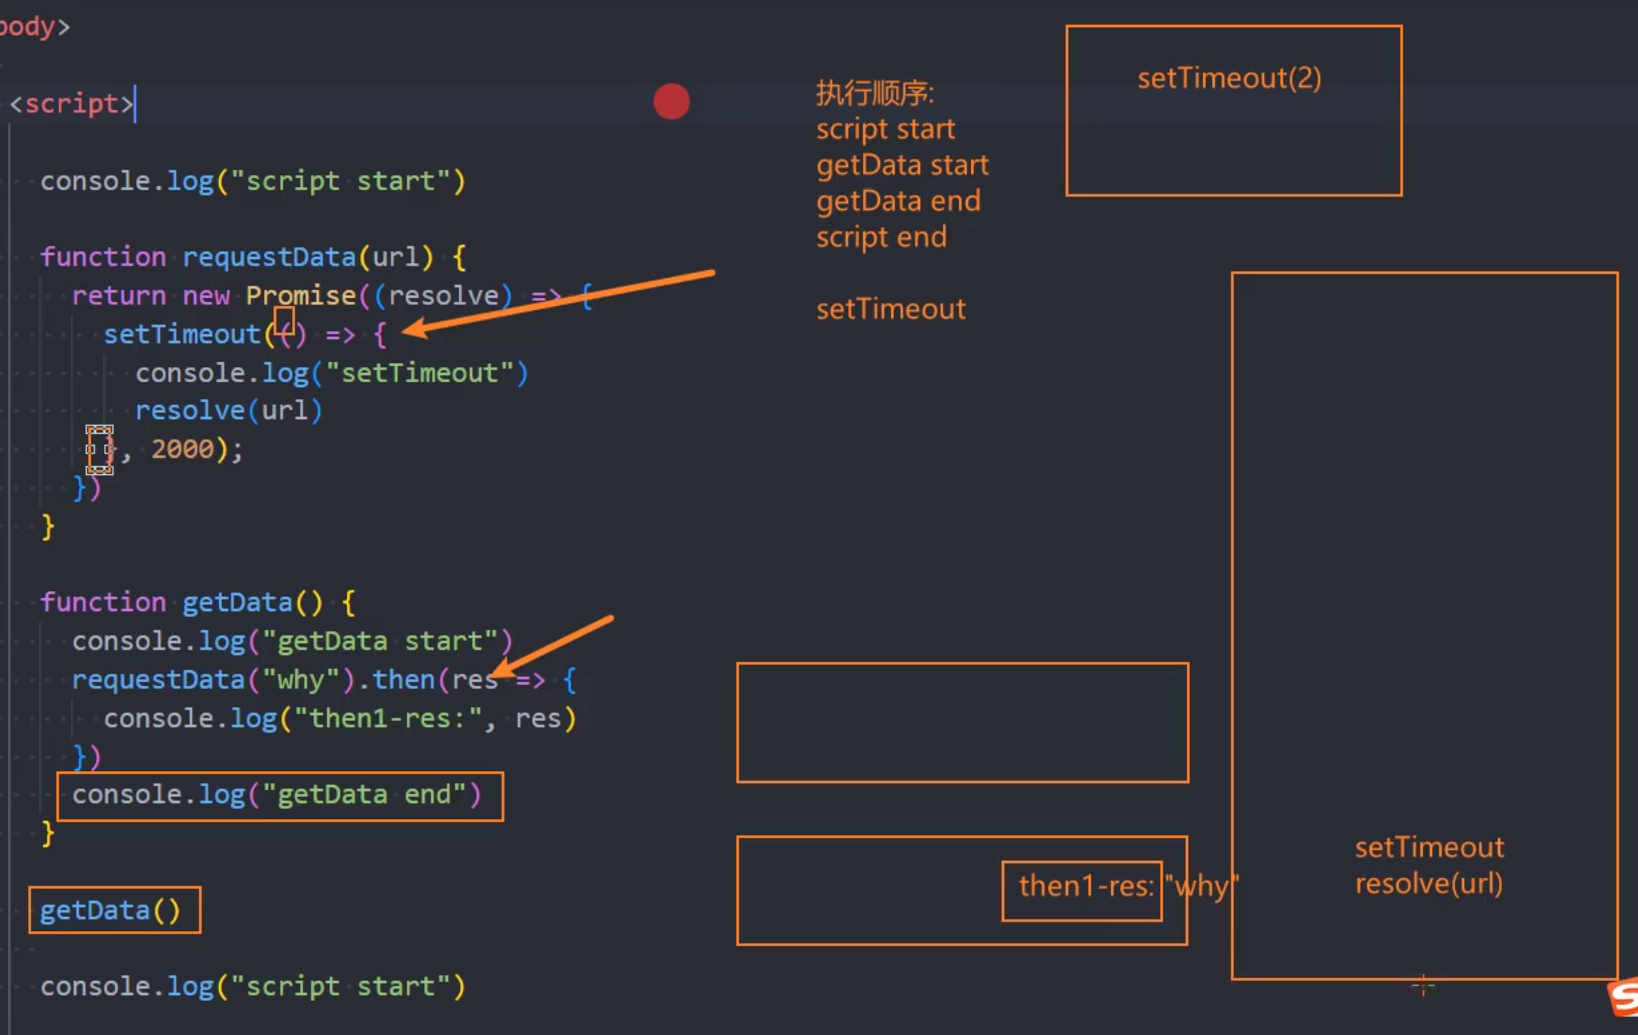 body>
<script>
console.log("script start")
function requestData(url) {
return new Promise((resolve) => {
setTimeout(() => {
console.log("setTimeout")
resolve(url)
}, 2000);
})
}
function getData() {
console.log("getData start")
requestData("why").then(res => {
console.log("then1-res:", res)
})
console.log("getData end")
}
getData()
console.log("script start")
执行顺序:
script start
getData start
getData end
script end
setTimeout
setTimeout(2)
then1-res: "why"
setTimeout
resolve(url)